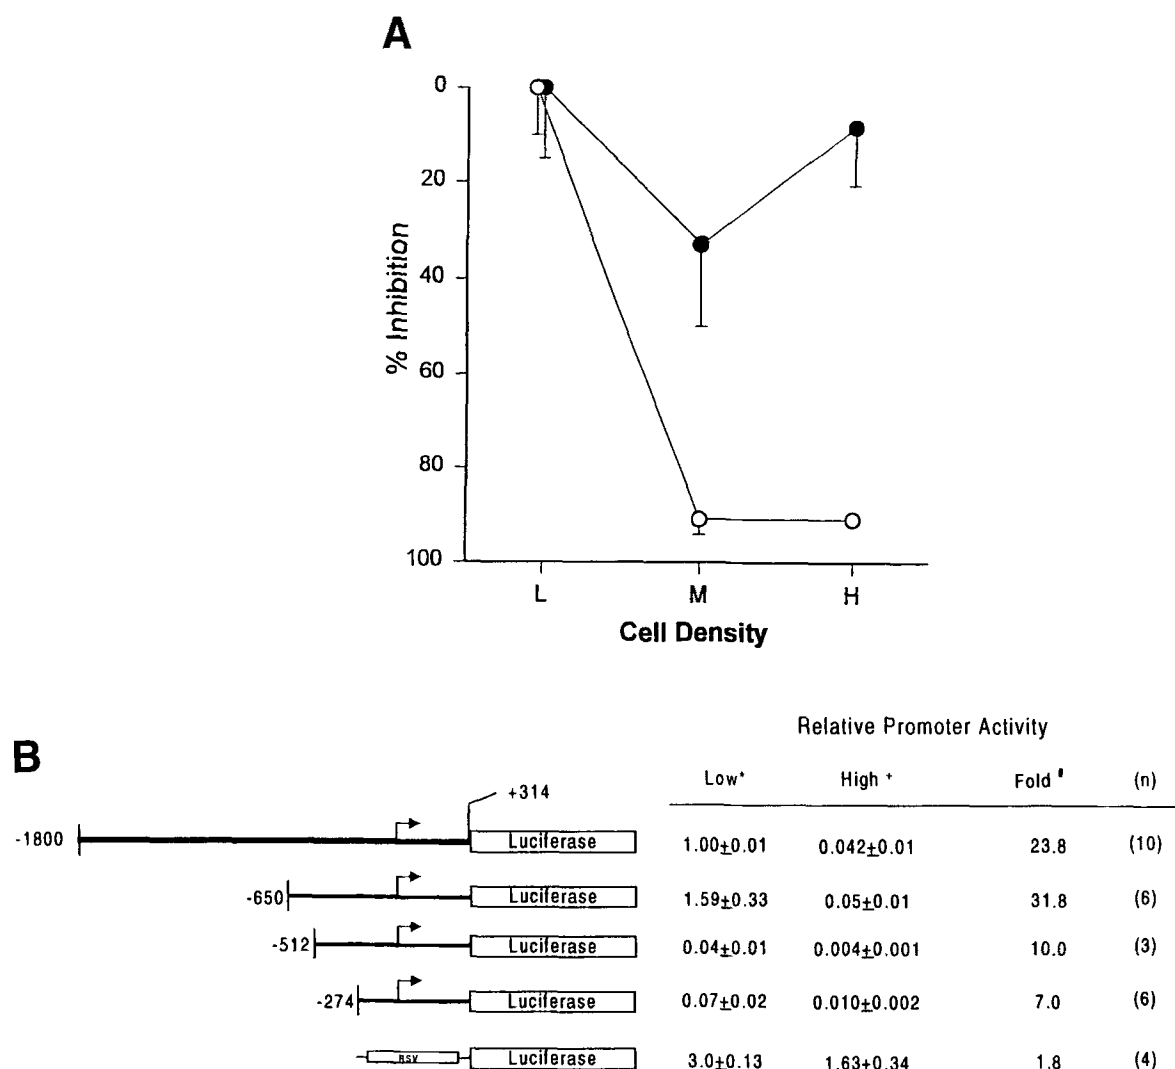 A
0
20
40
60
80
100
% Inhibition
L M H
Cell Density
B
Relative Promoter Activity
Low* High + Fold # (n)
+314
-1800 Luciferase 1.00±0.01 0.042±0.01 23.8 (10)
-650 Luciferase 1.59±0.33 0.05±0.01 31.8 (6)
-512 Luciferase 0.04±0.01 0.004±0.001 10.0 (3)
-274 Luciferase 0.07±0.02 0.010±0.002 7.0 (6)
RSV Luciferase 3.0±0.13 1.63±0.34 1.8 (4)